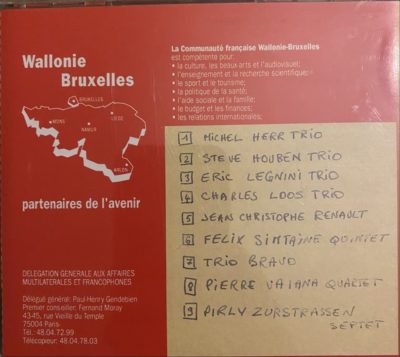 Wallonie
Bruxelles
BRUXELLES
MONS
LIEGE
NAMUR
ARLON
partenaires de l'avenir
DELEGATION GENERALE AUX AFFAIRES
MULTILATERALES ET FRANCOPHONES
Délégué général: Paul-Henry Gendebien
Premier conseiller: Fernand Moray
43-45, rue Vieille du Temple
75004 Paris
Tél.: 48.04.72.99
Télécopieur: 48.04.78.03
La Communauté française Wallonie-Bruxelles
est compétente pour:
• la culture, les beaux arts et l'audiovisuel;
• l'enseignement et la recherche scientifique;
• le sport et le tourisme;
• la politique de la santé;
• l'aide sociale et la famille;
• le budget et les finances;
• les relations internationales;
1 MICHEL HERR TRIO
2 STEVE HOUBEN TRIO
3 ERIC LEGNINI TRIO
4 CHARLES LOOS TRIO
5 JEAN CHRISTOPHE RENAULT
6 FELIX SIMTAINE QUINTET
7 TRIO BRAVO
8 PIERRE VAIANA QUARTET
9 PIRLY ZURSTRASSEN
SEPTET